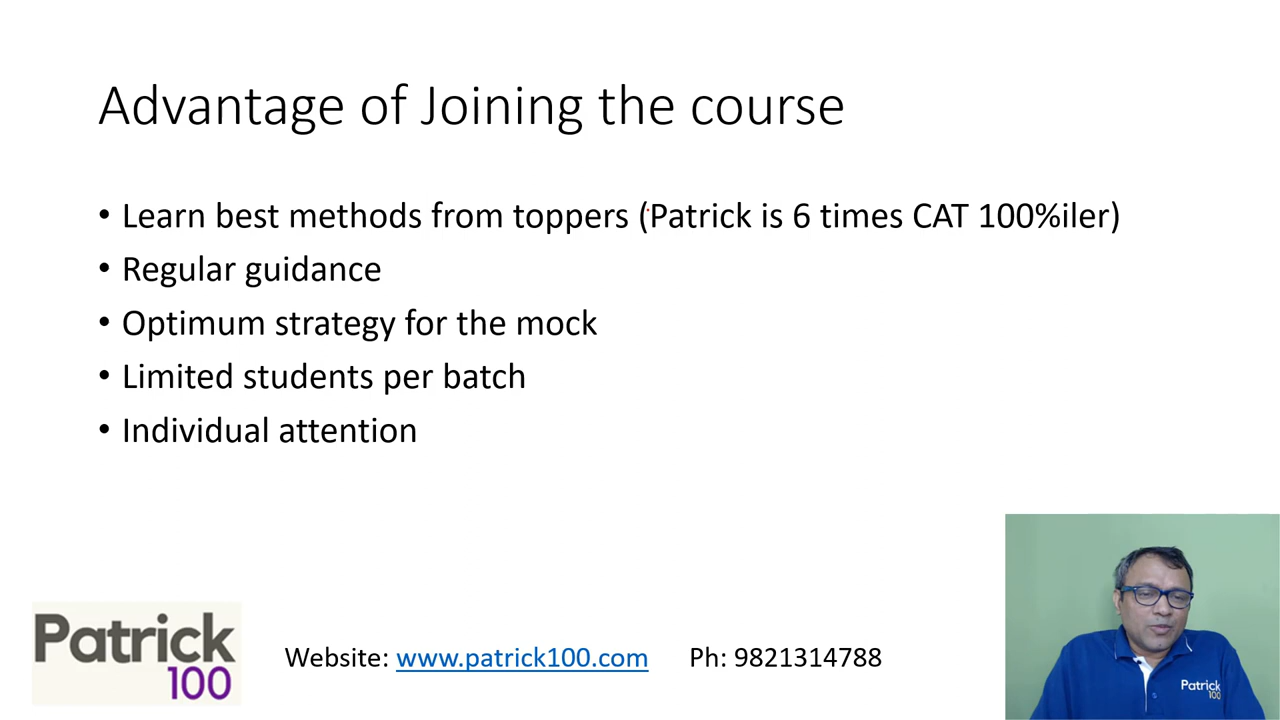 Advantage of Joining the course
• Learn best methods from toppers (Patrick is 6 times CAT 100%iler)
• Regular guidance
• Optimum strategy for the mock
• Limited students per batch
• Individual attention
Patrick
100
Website: www.patrick100.com Ph: 9821314788
Patrick
100